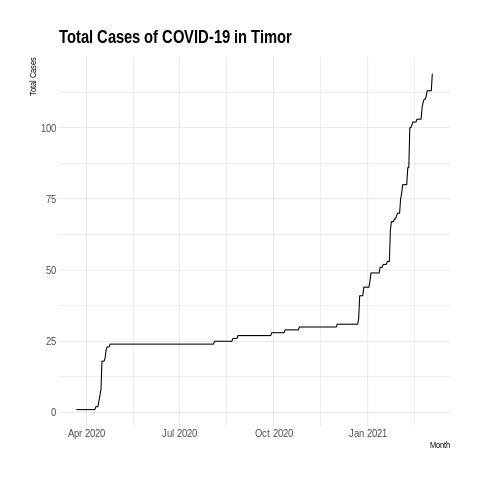 Total Cases of COVID-19 in Timor
Total Cases
100
75
50
25
0
Apr 2020 Jul 2020 Oct 2020 Jan 2021
Month